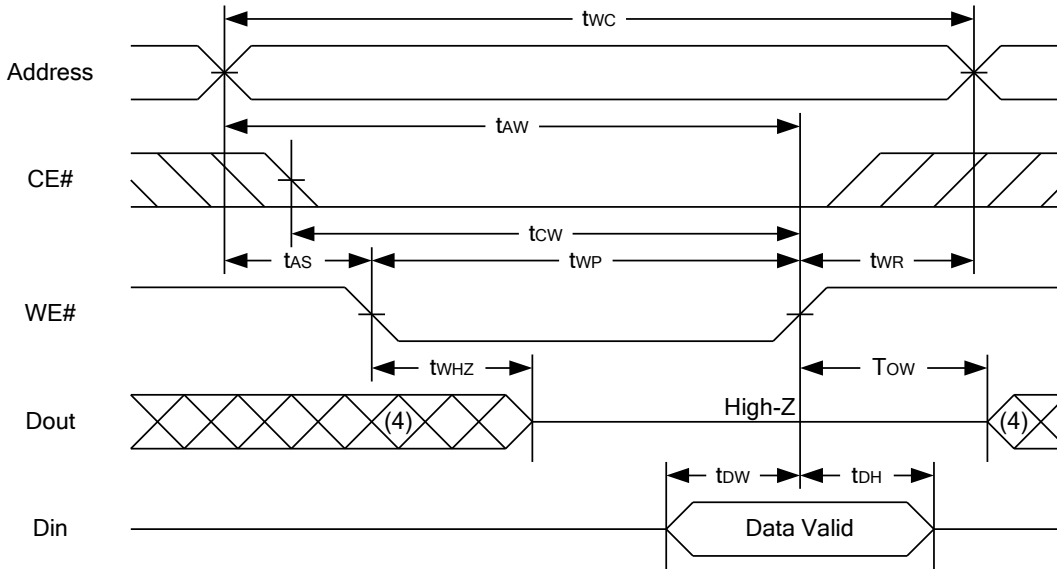 tWC
Address
tAW
CE#
tCW
tAS tWP tWR
WE#
tWHZ TOW
Dout (4) High-Z (4)
tDW tDH
Din Data Valid